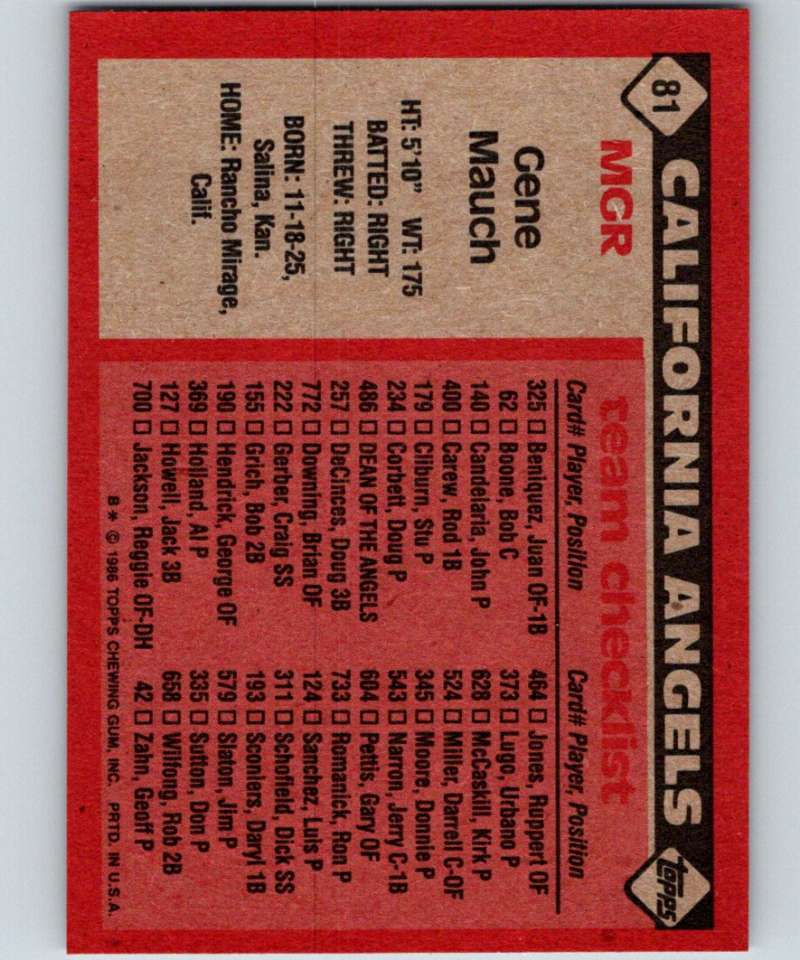 81
CALIFORNIA ANGELS
TOPPS
MGR
Gene
Mauch
HT: 5'10" WT: 175
BATTED: RIGHT
THREW: RIGHT
BORN: 11-18-25,
Salina, Kan.
HOME: Rancho Mirage,
Calif.
team checklist
Card# Player, Position
325 □ Beniquez, Juan OF-1B
62 □ Boone, Bob C
140 □ Candelaria, John P
400 □ Carew, Rod 1B
179 □ Cliburn, Stu P
234 □ Corbett, Doug P
486 □ DEAN OF THE ANGELS
257 □ DeCinces, Doug 3B
772 □ Downing, Brian OF
222 □ Gerber, Craig SS
155 □ Grich, Bob 2B
190 □ Hendrick, George OF
369 □ Holland, Al P
127 □ Howell, Jack 3B
700 □ Jackson, Reggie OF-DH
Card# Player, Position
464 □ Jones, Ruppert OF
373 □ Lugo, Urbano P
628 □ McCaskill, Kirk P
524 □ Miller, Darrell C-OF
345 □ Moore, Donnie P
543 □ Narron, Jerry C-1B
604 □ Pettis, Gary OF
733 □ Romanick, Ron P
124 □ Sanchez, Luis P
311 □ Schofield, Dick SS
193 □ Sconiers, Daryl 1B
579 □ Slaton, Jim P
335 □ Sutton, Don P
658 □ Wilfong, Rob 2B
42 □ Zahn, Geoff P
B* © 1986 TOPPS CHEWING GUM, INC. PRTD. IN U.S.A.